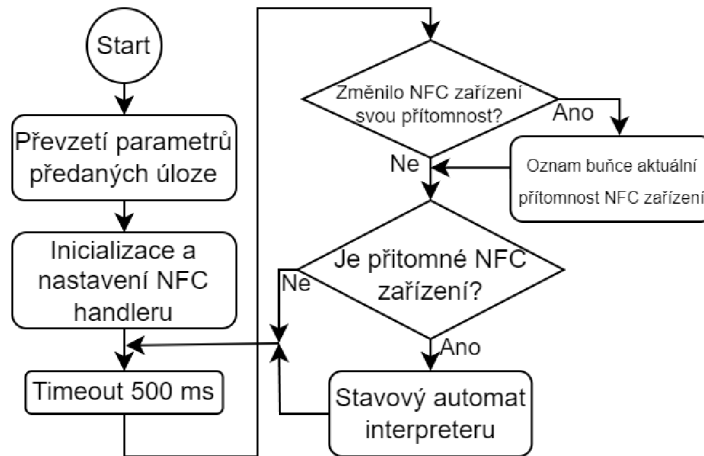 Start
Převzetí parametrů
předaných úloze
Inicializace a
nastavení NFC
handleru
Timeout 500 ms
Změnilo NFC zařízení
svou přítomnost?
Ano
Ne
Oznam buňce aktuální
přítomnost NFC zařízení
Je přitomné NFC
zařízení?
Ne
Ano
Stavový automat
interpreteru